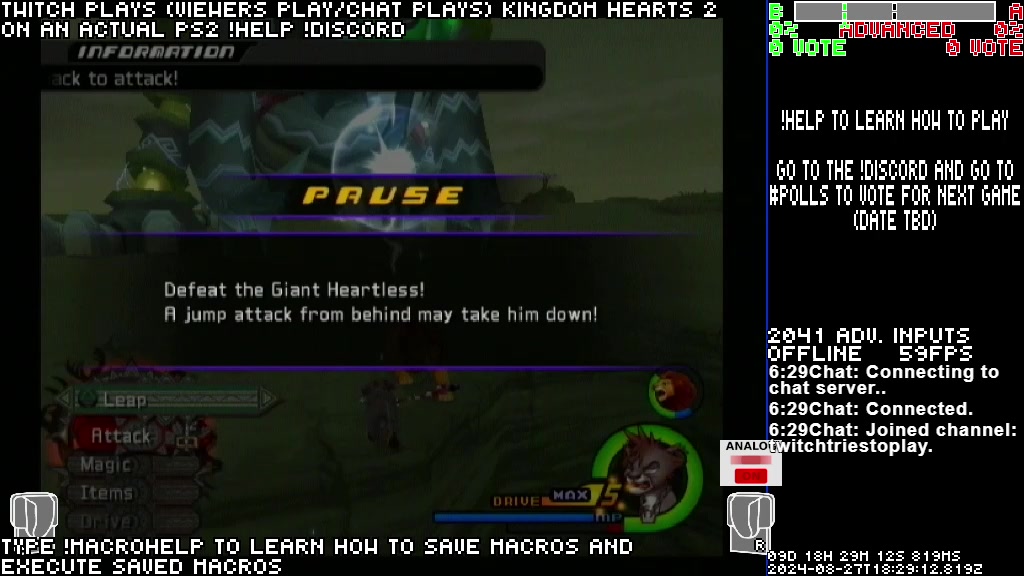 TWITCH PLAYS (VIEWERS PLAY/CHAT PLAYS) KINGDOM HEARTS 2
ON AN ACTUAL PS2 !HELP !DISCORD
INFORMATION
ack to attack!
PAUSE
Defeat the Giant Heartless!
A jump attack from behind may take him down!
Leap
Attack
Magic
Items
Drive
DRIVE MAX 5
MP
TYPE !MACROHELP TO LEARN HOW TO SAVE MACROS AND
EXECUTE SAVED MACROS
ANALOG
R
B A
0% ADVANCED 0%
0 VOTE 0 VOTE
!HELP TO LEARN HOW TO PLAY
GO TO THE !DISCORD AND GO TO
#POLLS TO VOTE FOR NEXT GAME
(DATE TBD)
2041 ADV. INPUTS
OFFLINE 59FPS
6:29Chat: Connecting to
chat server..
6:29Chat: Connected.
6:29Chat: Joined channel:
twitchtriestoplay.
09D 18H 29M 12S 819MS
2024-08-27T18:29:12.819Z